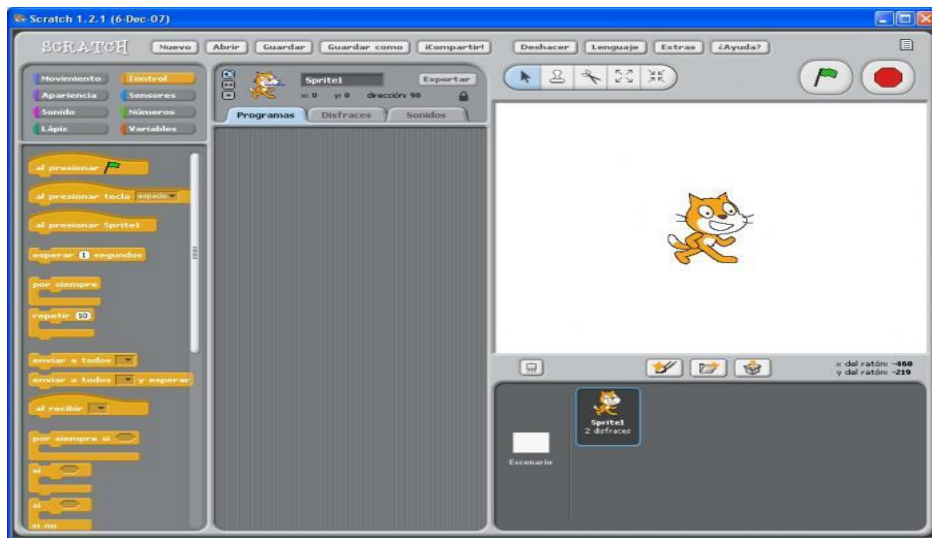 Scratch 1.2.1 (6-Dec-07)
SCRATCH Nuevo Abrir Guardar Guardar como ¡Compartir! Deshacer Lenguaje Extras ¿Ayuda?
Movimiento Control
Apariencia Sensores
Sonido Números
Lápiz Variables
Sprite1 Exportar
x: 0 y: 0 dirección: 90
Programas Disfraces Sonidos
al presionar
al presionar tecla espacio
al presionar Sprite1
esperar 1 segundos
por siempre
repetir 10
enviar a todos
enviar a todos y esperar
al recibir
por siempre si
si
si
si no
x del ratón: -460
y del ratón: -219
Sprite1
2 disfraces
Escenario